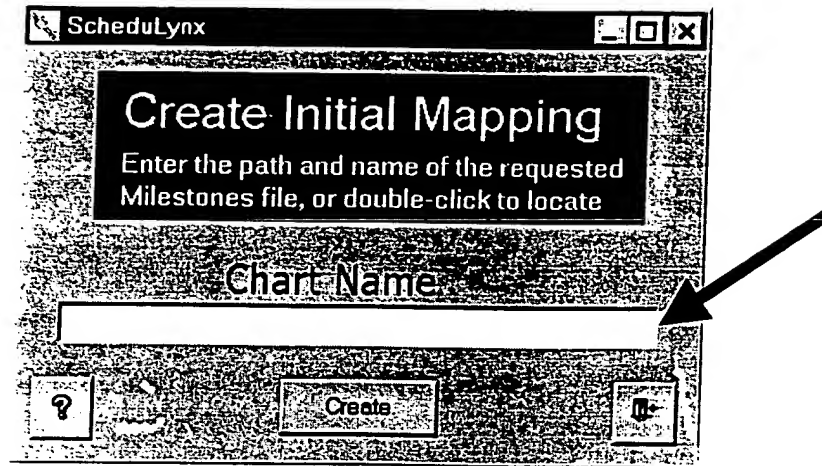 ScheduLynx
Create Initial Mapping
Enter the path and name of the requested
Milestones file, or double-click to locate
Chart Name
?
Create